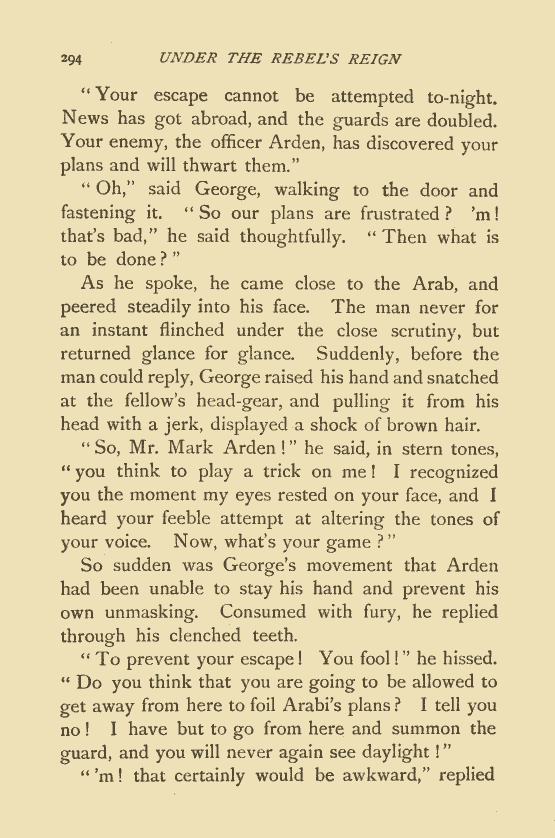 294 UNDER THE REBEL'S REIGN
"Your escape cannot be attempted to-night.
News has got abroad, and the guards are doubled.
Your enemy, the officer Arden, has discovered your
plans and will thwart them."
"Oh," said George, walking to the door and
fastening it. "So our plans are frustrated? 'm!
that's bad," he said thoughtfully. "Then what is
to be done?"
As he spoke, he came close to the Arab, and
peered steadily into his face. The man never for
an instant flinched under the close scrutiny, but
returned glance for glance. Suddenly, before the
man could reply, George raised his hand and snatched
at the fellow's head-gear, and pulling it from his
head with a jerk, displayed a shock of brown hair.
"So, Mr. Mark Arden!" he said, in stern tones,
"you think to play a trick on me! I recognized
you the moment my eyes rested on your face, and I
heard your feeble attempt at altering the tones of
your voice. Now, what's your game?"
So sudden was George's movement that Arden
had been unable to stay his hand and prevent his
own unmasking. Consumed with fury, he replied
through his clenched teeth.
"To prevent your escape! You fool!" he hissed.
"Do you think that you are going to be allowed to
get away from here to foil Arabi's plans? I tell you
no! I have but to go from here and summon the
guard, and you will never again see daylight!"
"'m! that certainly would be awkward," replied